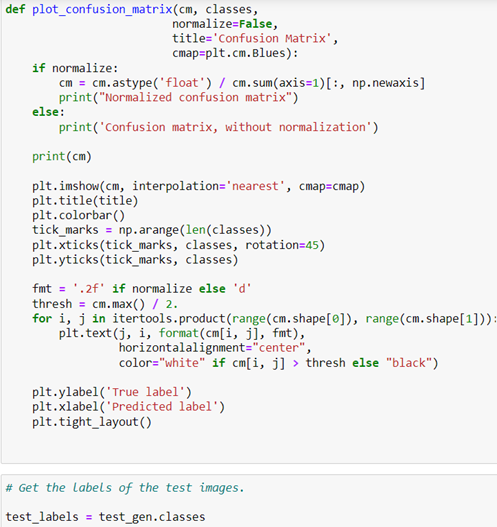 def plot_confusion_matrix(cm, classes,
                          normalize=False,
                          title='Confusion Matrix',
                          cmap=plt.cm.Blues):
    if normalize:
        cm = cm.astype('float') / cm.sum(axis=1)[:, np.newaxis]
        print("Normalized confusion matrix")
    else:
        print('Confusion matrix, without normalization')

    print(cm)

    plt.imshow(cm, interpolation='nearest', cmap=cmap)
    plt.title(title)
    plt.colorbar()
    tick_marks = np.arange(len(classes))
    plt.xticks(tick_marks, classes, rotation=45)
    plt.yticks(tick_marks, classes)

    fmt = '.2f' if normalize else 'd'
    thresh = cm.max() / 2.
    for i, j in itertools.product(range(cm.shape[0]), range(cm.shape[1])):
        plt.text(j, i, format(cm[i, j], fmt),
                 horizontalalignment="center",
                 color="white" if cm[i, j] > thresh else "black")

    plt.ylabel('True label')
    plt.xlabel('Predicted label')
    plt.tight_layout()

# Get the labels of the test images.

test_labels = test_gen.classes